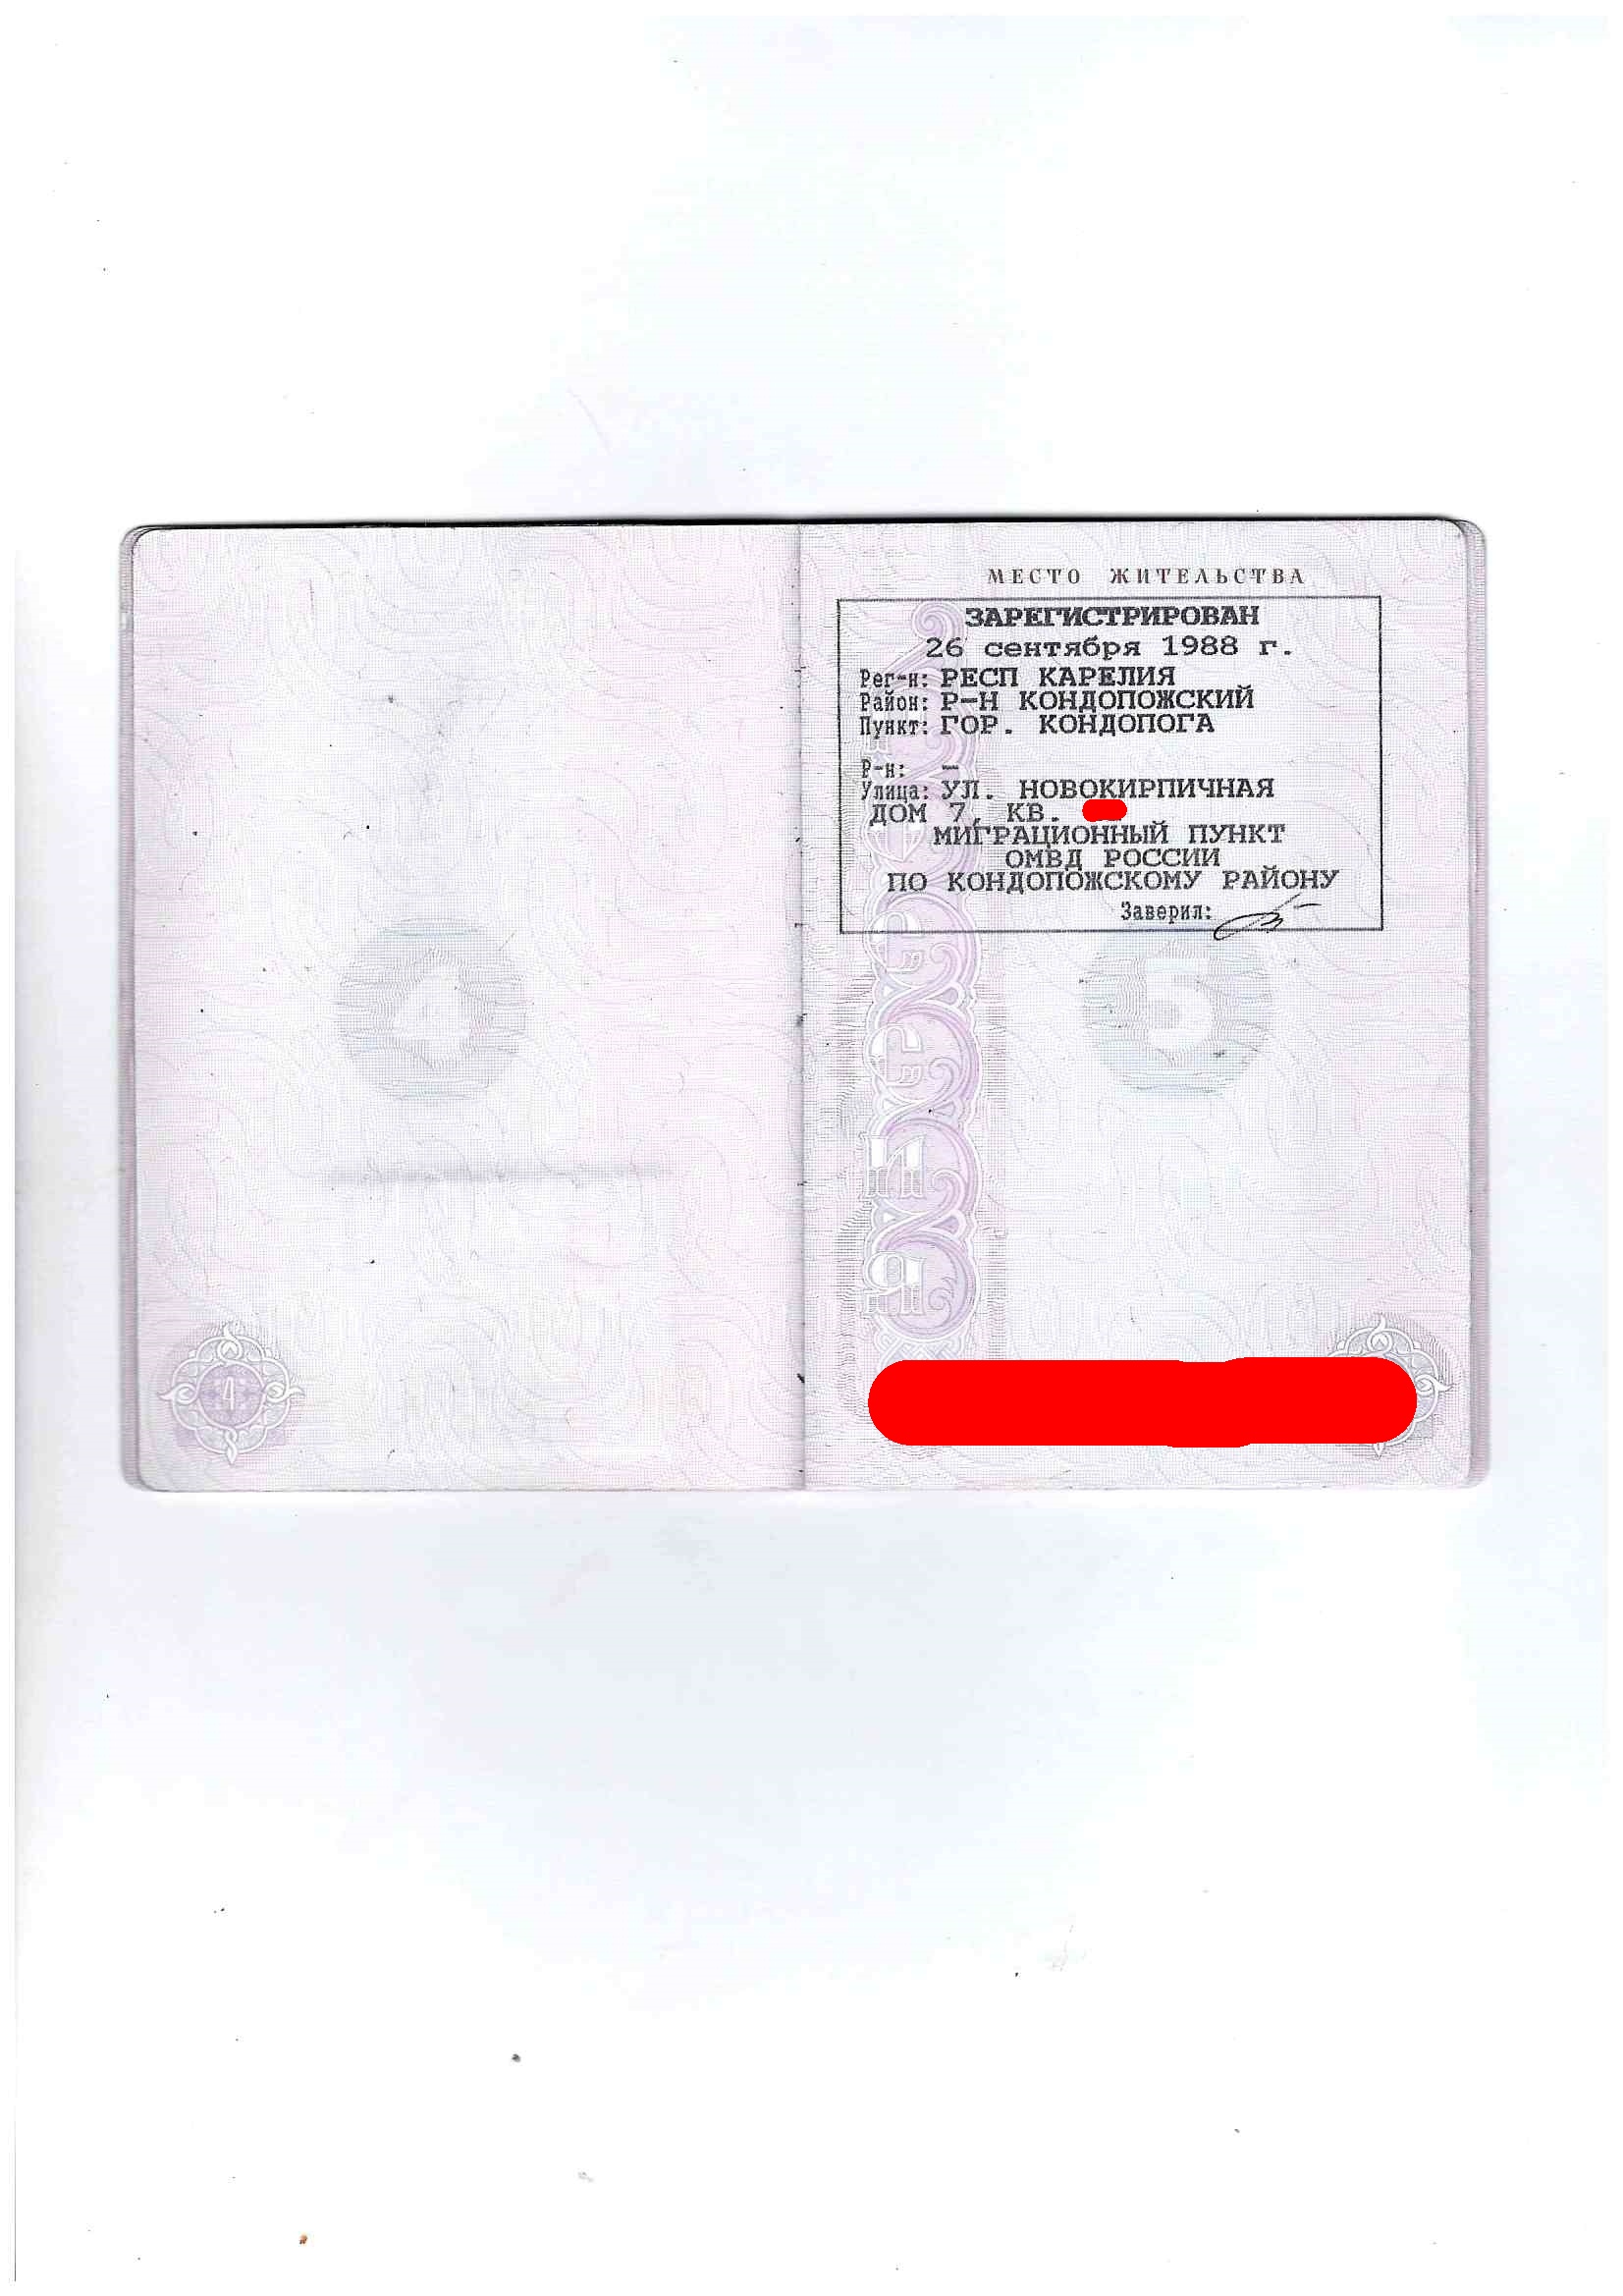 МЕСТО ЖИТЕЛЬСТВА
ЗАРЕГИСТРИРОВАН
26 сентября 1988 г.
Рег-н: РЕСП КАРЕЛИЯ
Район: Р-Н КОНДОПОЖСКИЙ
Пункт: ГОР. КОНДОПОГА
Р-н: –
Улица: УЛ. НОВОКИРПИЧНАЯ
ДОМ 7, КВ.
МИГРАЦИОННЫЙ ПУНКТ
ОМВД РОССИИ
ПО КОНДОПОЖСКОМУ РАЙОНУ
Заверил:
4
5
4